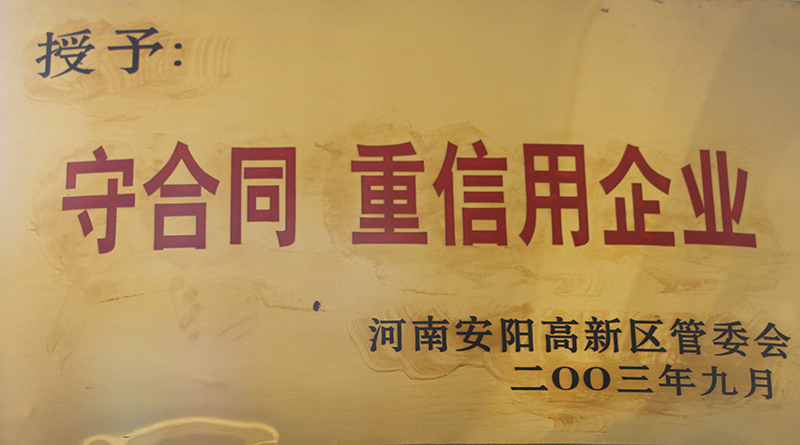 授予:
守合同 重信用企业
河南安阳高新区管委会
二OO三年九月